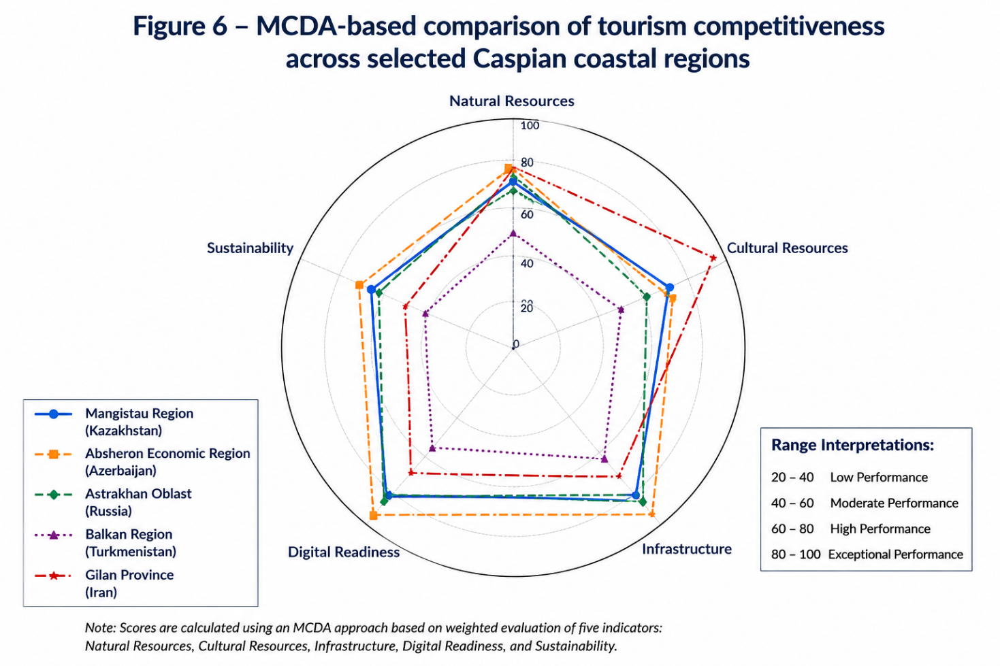 Figure 6 – MCDA-based comparison of tourism competitiveness
across selected Caspian coastal regions
Natural Resources
100
80
60
40
20
0
Sustainability
Cultural Resources
Digital Readiness
Infrastructure
Mangistau Region
(Kazakhstan)
Absheron Economic Region
(Azerbaijan)
Astrakhan Oblast
(Russia)
Balkan Region
(Turkmenistan)
Gilan Province
(Iran)
Range Interpretations:
20 – 40 Low Performance
40 – 60 Moderate Performance
60 – 80 High Performance
80 – 100 Exceptional Performance
Note: Scores are calculated using an MCDA approach based on weighted evaluation of five indicators:
Natural Resources, Cultural Resources, Infrastructure, Digital Readiness, and Sustainability.